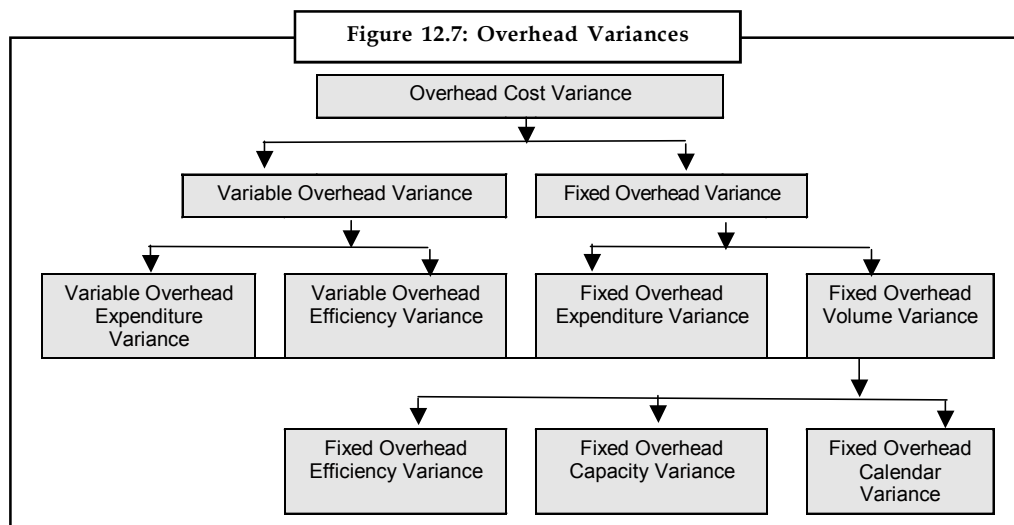 Figure 12.7: Overhead Variances
Overhead Cost Variance
Variable Overhead Variance
Fixed Overhead Variance
Variable Overhead
Expenditure
Variance
Variable Overhead
Efficiency Variance
Fixed Overhead
Expenditure Variance
Fixed Overhead
Volume Variance
Fixed Overhead
Efficiency Variance
Fixed Overhead
Capacity Variance
Fixed Overhead
Calendar
Variance